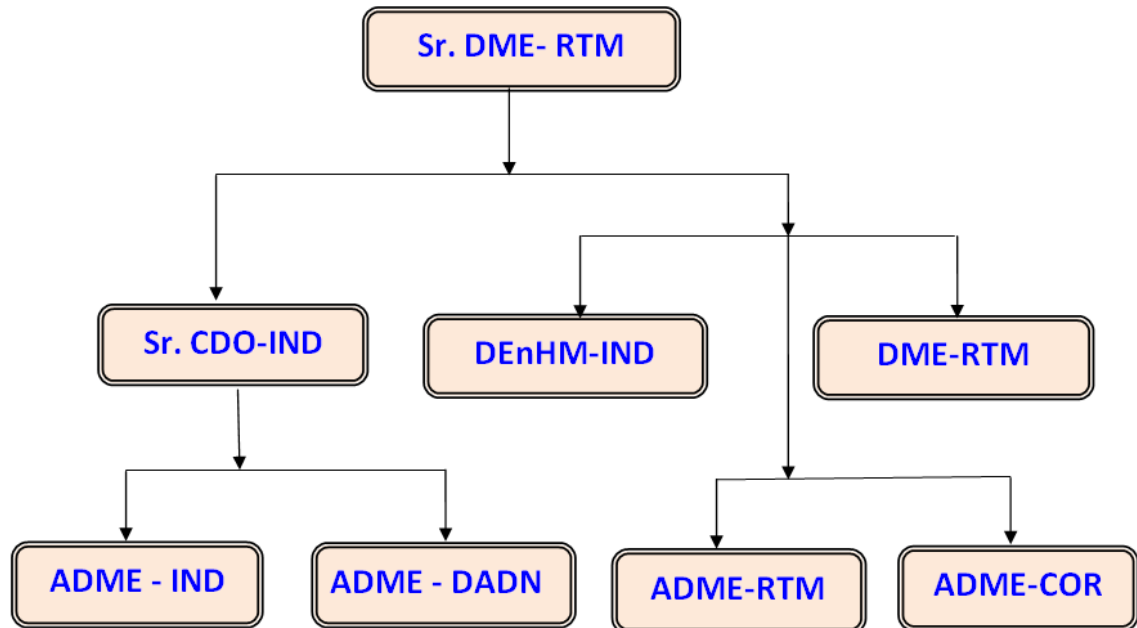 Sr. DME- RTM
Sr. CDO-IND
DEnHM-IND
DME-RTM
ADME - IND
ADME - DADN
ADME-RTM
ADME-COR